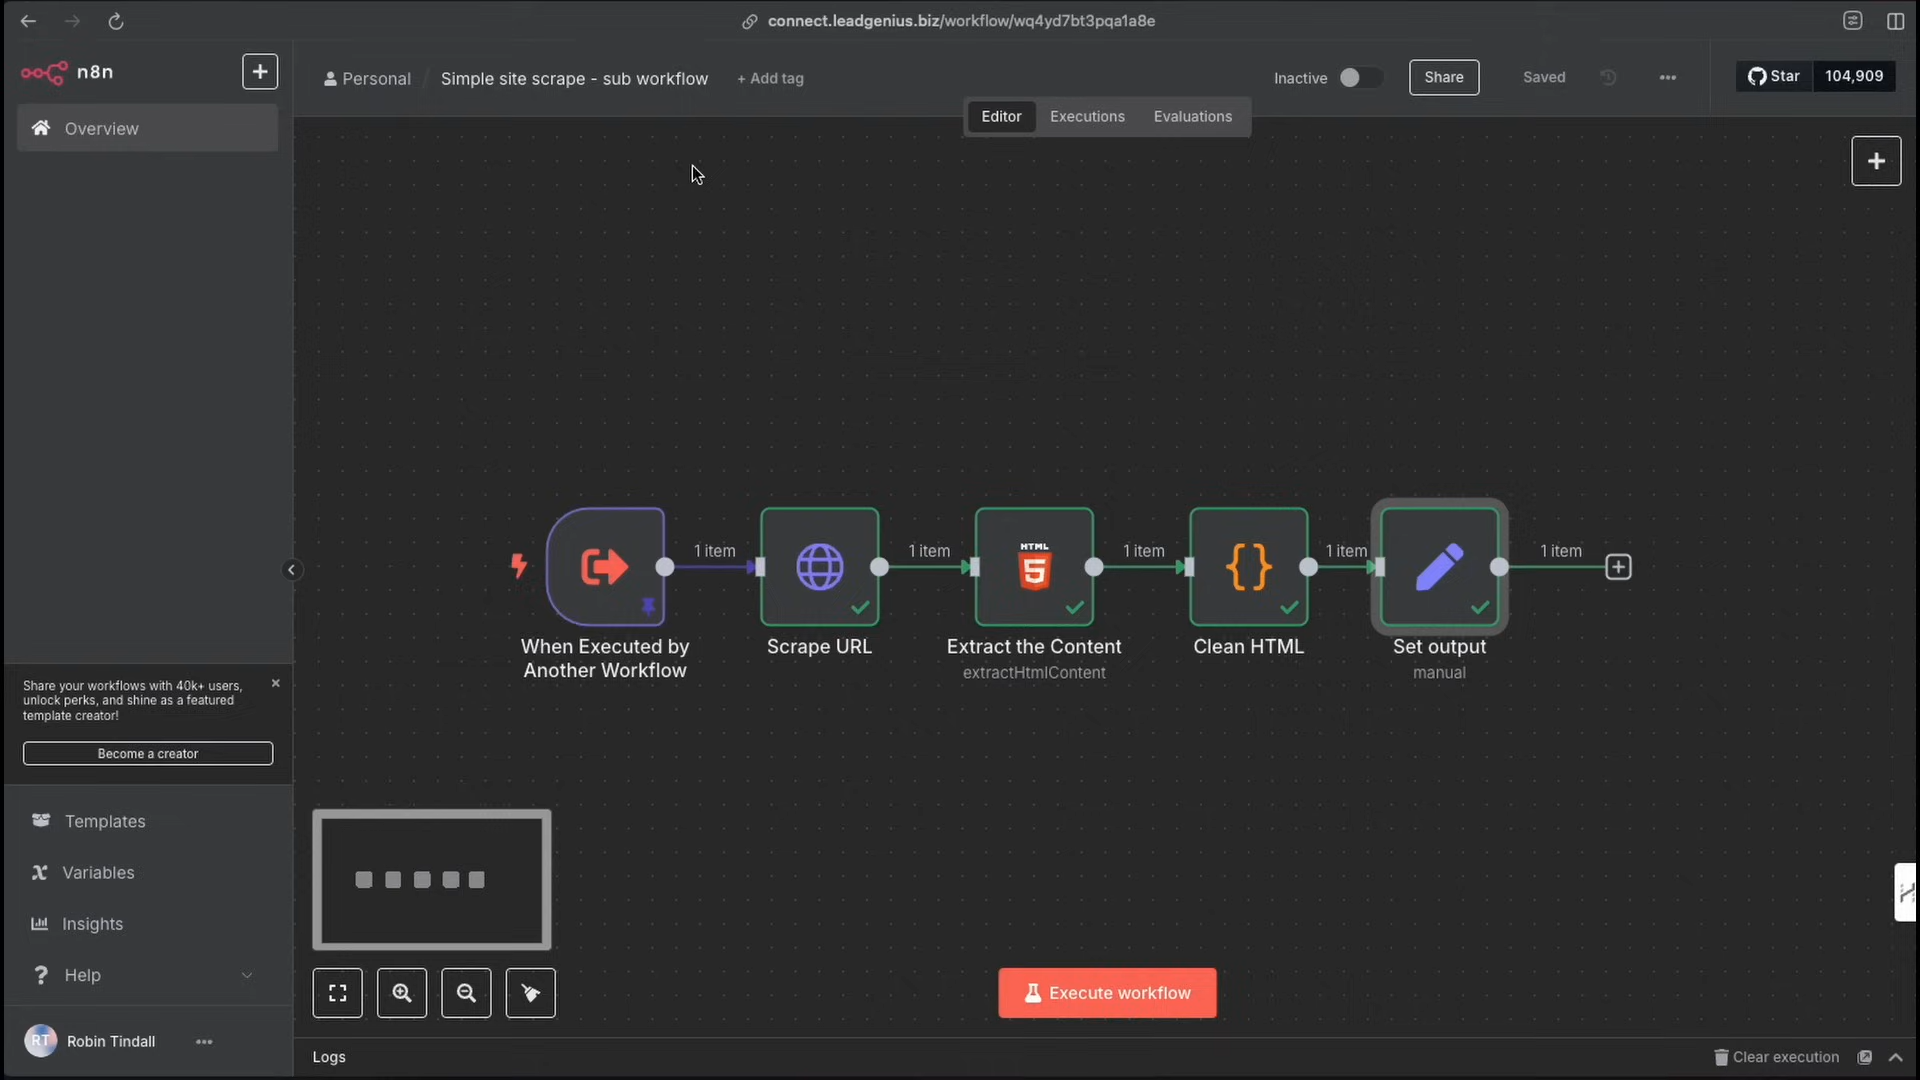 connect.leadgenius.biz/workflow/wq4yd7bt3pqa1a8e
n8n
Personal / Simple site scrape - sub workflow + Add tag
Inactive
Share
Saved
Star 104,909
Editor Executions Evaluations
Overview
1 item
1 item
1 item
1 item
1 item
HTML
5
When Executed by
Another Workflow
Scrape URL
Extract the Content
extractHtmlContent
Clean HTML
Set output
manual
Share your workflows with 40k+ users,
unlock perks, and shine as a featured
template creator!
Become a creator
Templates
Variables
Insights
Help
RT
Robin Tindall
Execute workflow
Logs
Clear execution